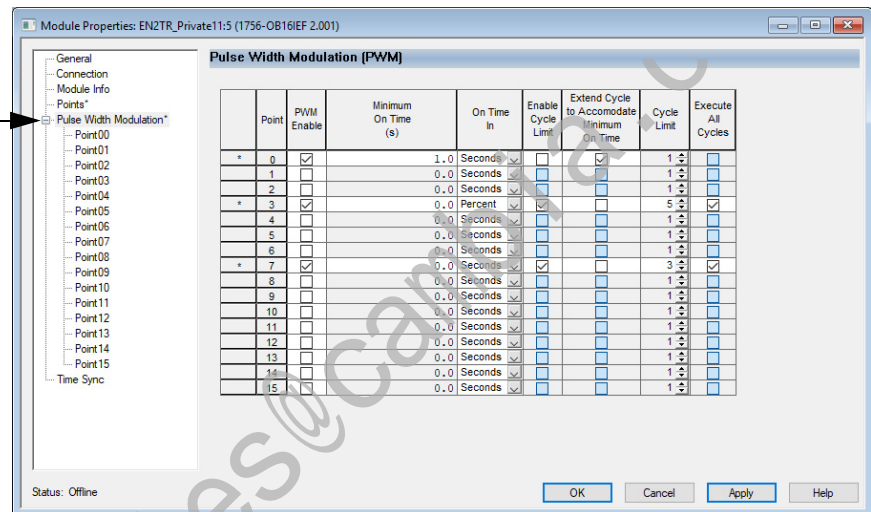 Module Properties: EN2TR_Private11:5 (1756-OB16IEF 2.001)
General
Connection
Module Info
Points*
Pulse Width Modulation*
Point00
Point01
Point02
Point03
Point04
Point05
Point06
Point07
Point08
Point09
Point10
Point11
Point12
Point13
Point14
Point15
Time Sync
Pulse Width Modulation (PWM)
Point PWM Enable Minimum On Time (s) On Time In Enable Cycle Limit Extend Cycle to Accomodate Minimum On Time Cycle Limit Execute All Cycles
* 0 1.0 Seconds 1
1 0.0 Seconds 1
2 0.0 Seconds 1
* 3 0.0 Percent 5
4 0.0 Seconds 1
5 0.0 Seconds 1
6 0.0 Seconds 1
* 7 0.0 Seconds 3
8 0.0 Seconds 1
9 0.0 Seconds 1
10 0.0 Seconds 1
11 0.0 Seconds 1
12 0.0 Seconds 1
13 0.0 Seconds 1
14 0.0 Seconds 1
15 0.0 Seconds 1
es@cambia.c
Status: Offline
OK Cancel Apply Help